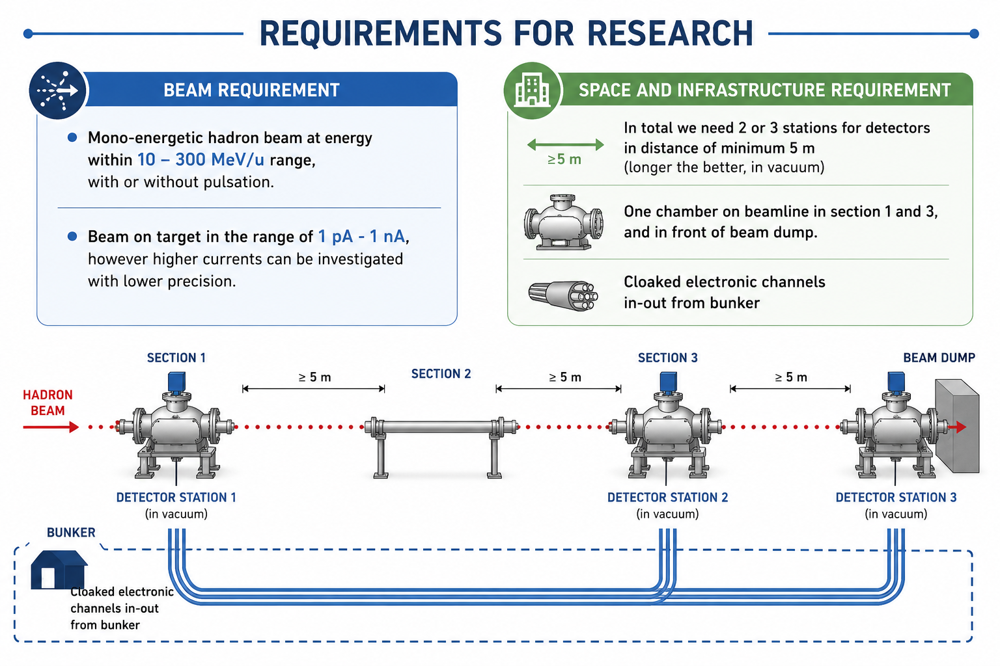 REQUIREMENTS FOR RESEARCH
BEAM REQUIREMENT
Mono-energetic hadron beam at energy
within 10 – 300 MeV/u range,
with or without pulsation.
Beam on target in the range of 1 pA - 1 nA,
however higher currents can be investigated
with lower precision.
SPACE AND INFRASTRUCTURE REQUIREMENT
≥5 m
In total we need 2 or 3 stations for detectors
in distance of minimum 5 m
(longer the better, in vacuum)
One chamber on beamline in section 1 and 3,
and in front of beam dump.
Cloaked electronic channels
in-out from bunker
SECTION 1
≥ 5 m
SECTION 2
≥ 5 m
SECTION 3
≥ 5 m
BEAM DUMP
HADRON
BEAM
DETECTOR STATION 1
(in vacuum)
DETECTOR STATION 2
(in vacuum)
DETECTOR STATION 3
(in vacuum)
BUNKER
Cloaked electronic
channels in-out
from bunker